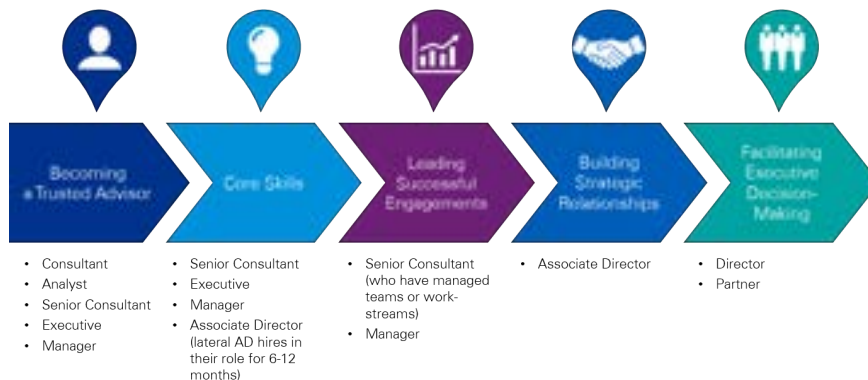 Becoming
a Trusted Advisor
Core Skills
Leading
Successful
Engagements
Building
Strategic
Relationships
Facilitating
Executive
Decision-
Making
• Consultant
• Analyst
• Senior Consultant
• Executive
• Manager
• Senior Consultant
• Executive
• Manager
• Associate Director
(lateral AD hires in
their role for 6-12
months)
• Senior Consultant
(who have managed
teams or work-
streams)
• Manager
• Associate Director
• Director
• Partner